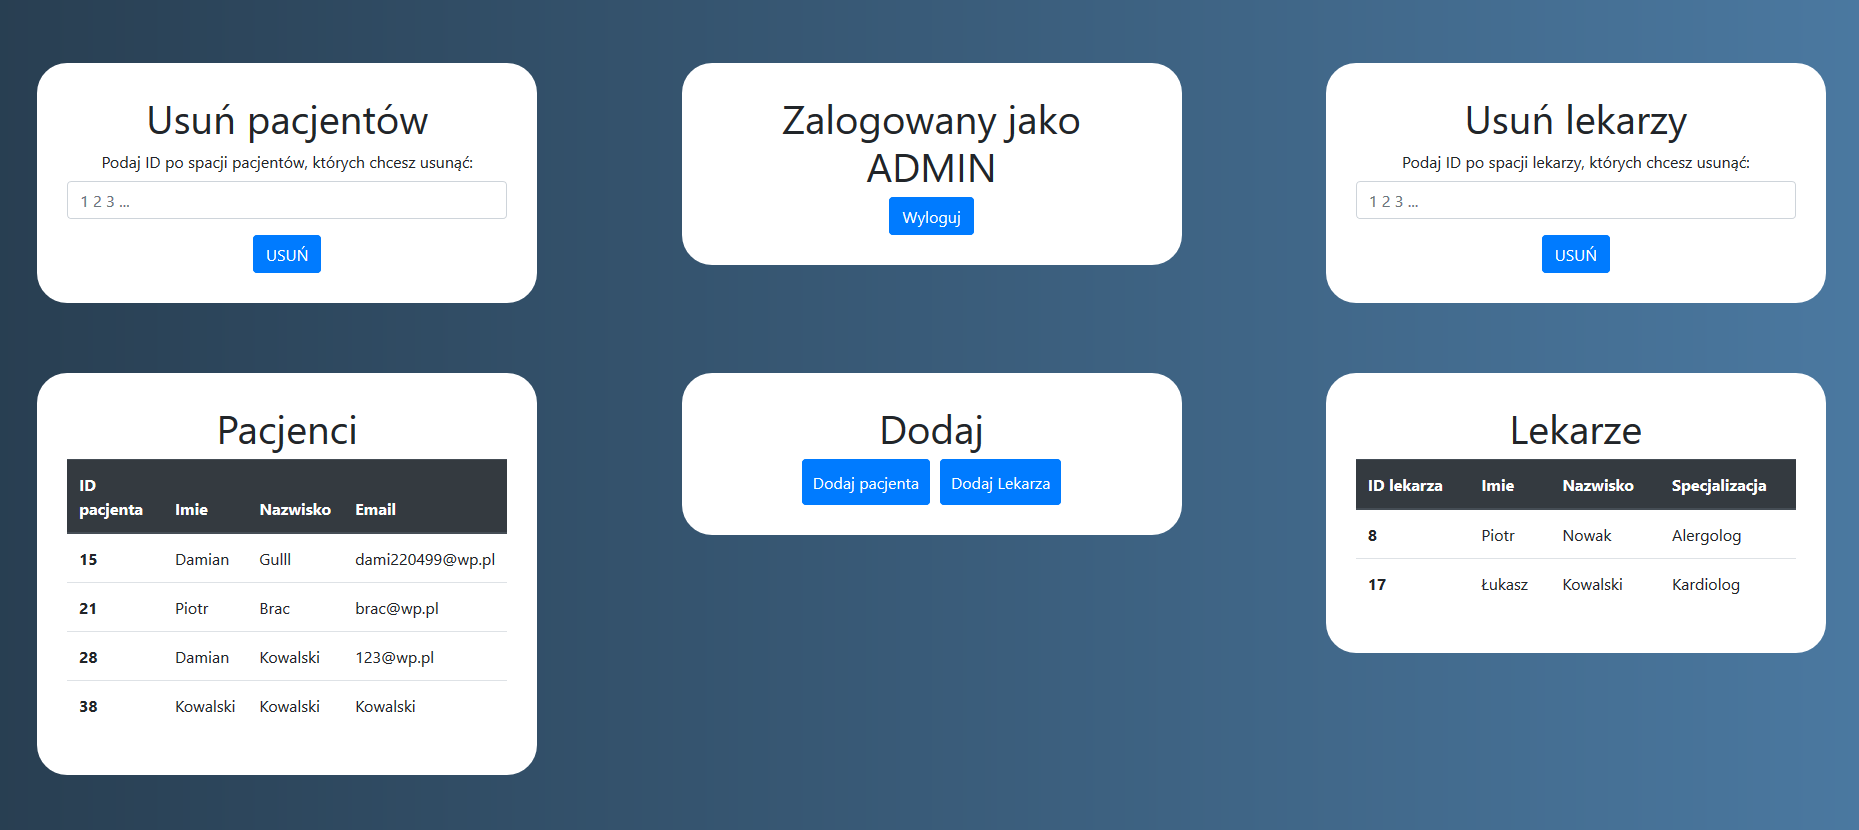 Usuń pacjentów
Podaj ID po spacji pacjentów, których chcesz usunąć:
1 2 3 ...
USUŃ
Zalogowany jako
ADMIN
Wyloguj
Usuń lekarzy
Podaj ID po spacji lekarzy, których chcesz usunąć:
1 2 3 ...
USUŃ
Pacjenci
ID
pacjenta Imie Nazwisko Email
15 Damian Gulll dami220499@wp.pl
21 Piotr Brac brac@wp.pl
28 Damian Kowalski 123@wp.pl
38 Kowalski Kowalski Kowalski
Dodaj
Dodaj pacjenta Dodaj Lekarza
Lekarze
ID lekarza Imie Nazwisko Specjalizacja
8 Piotr Nowak Alergolog
17 Łukasz Kowalski Kardiolog